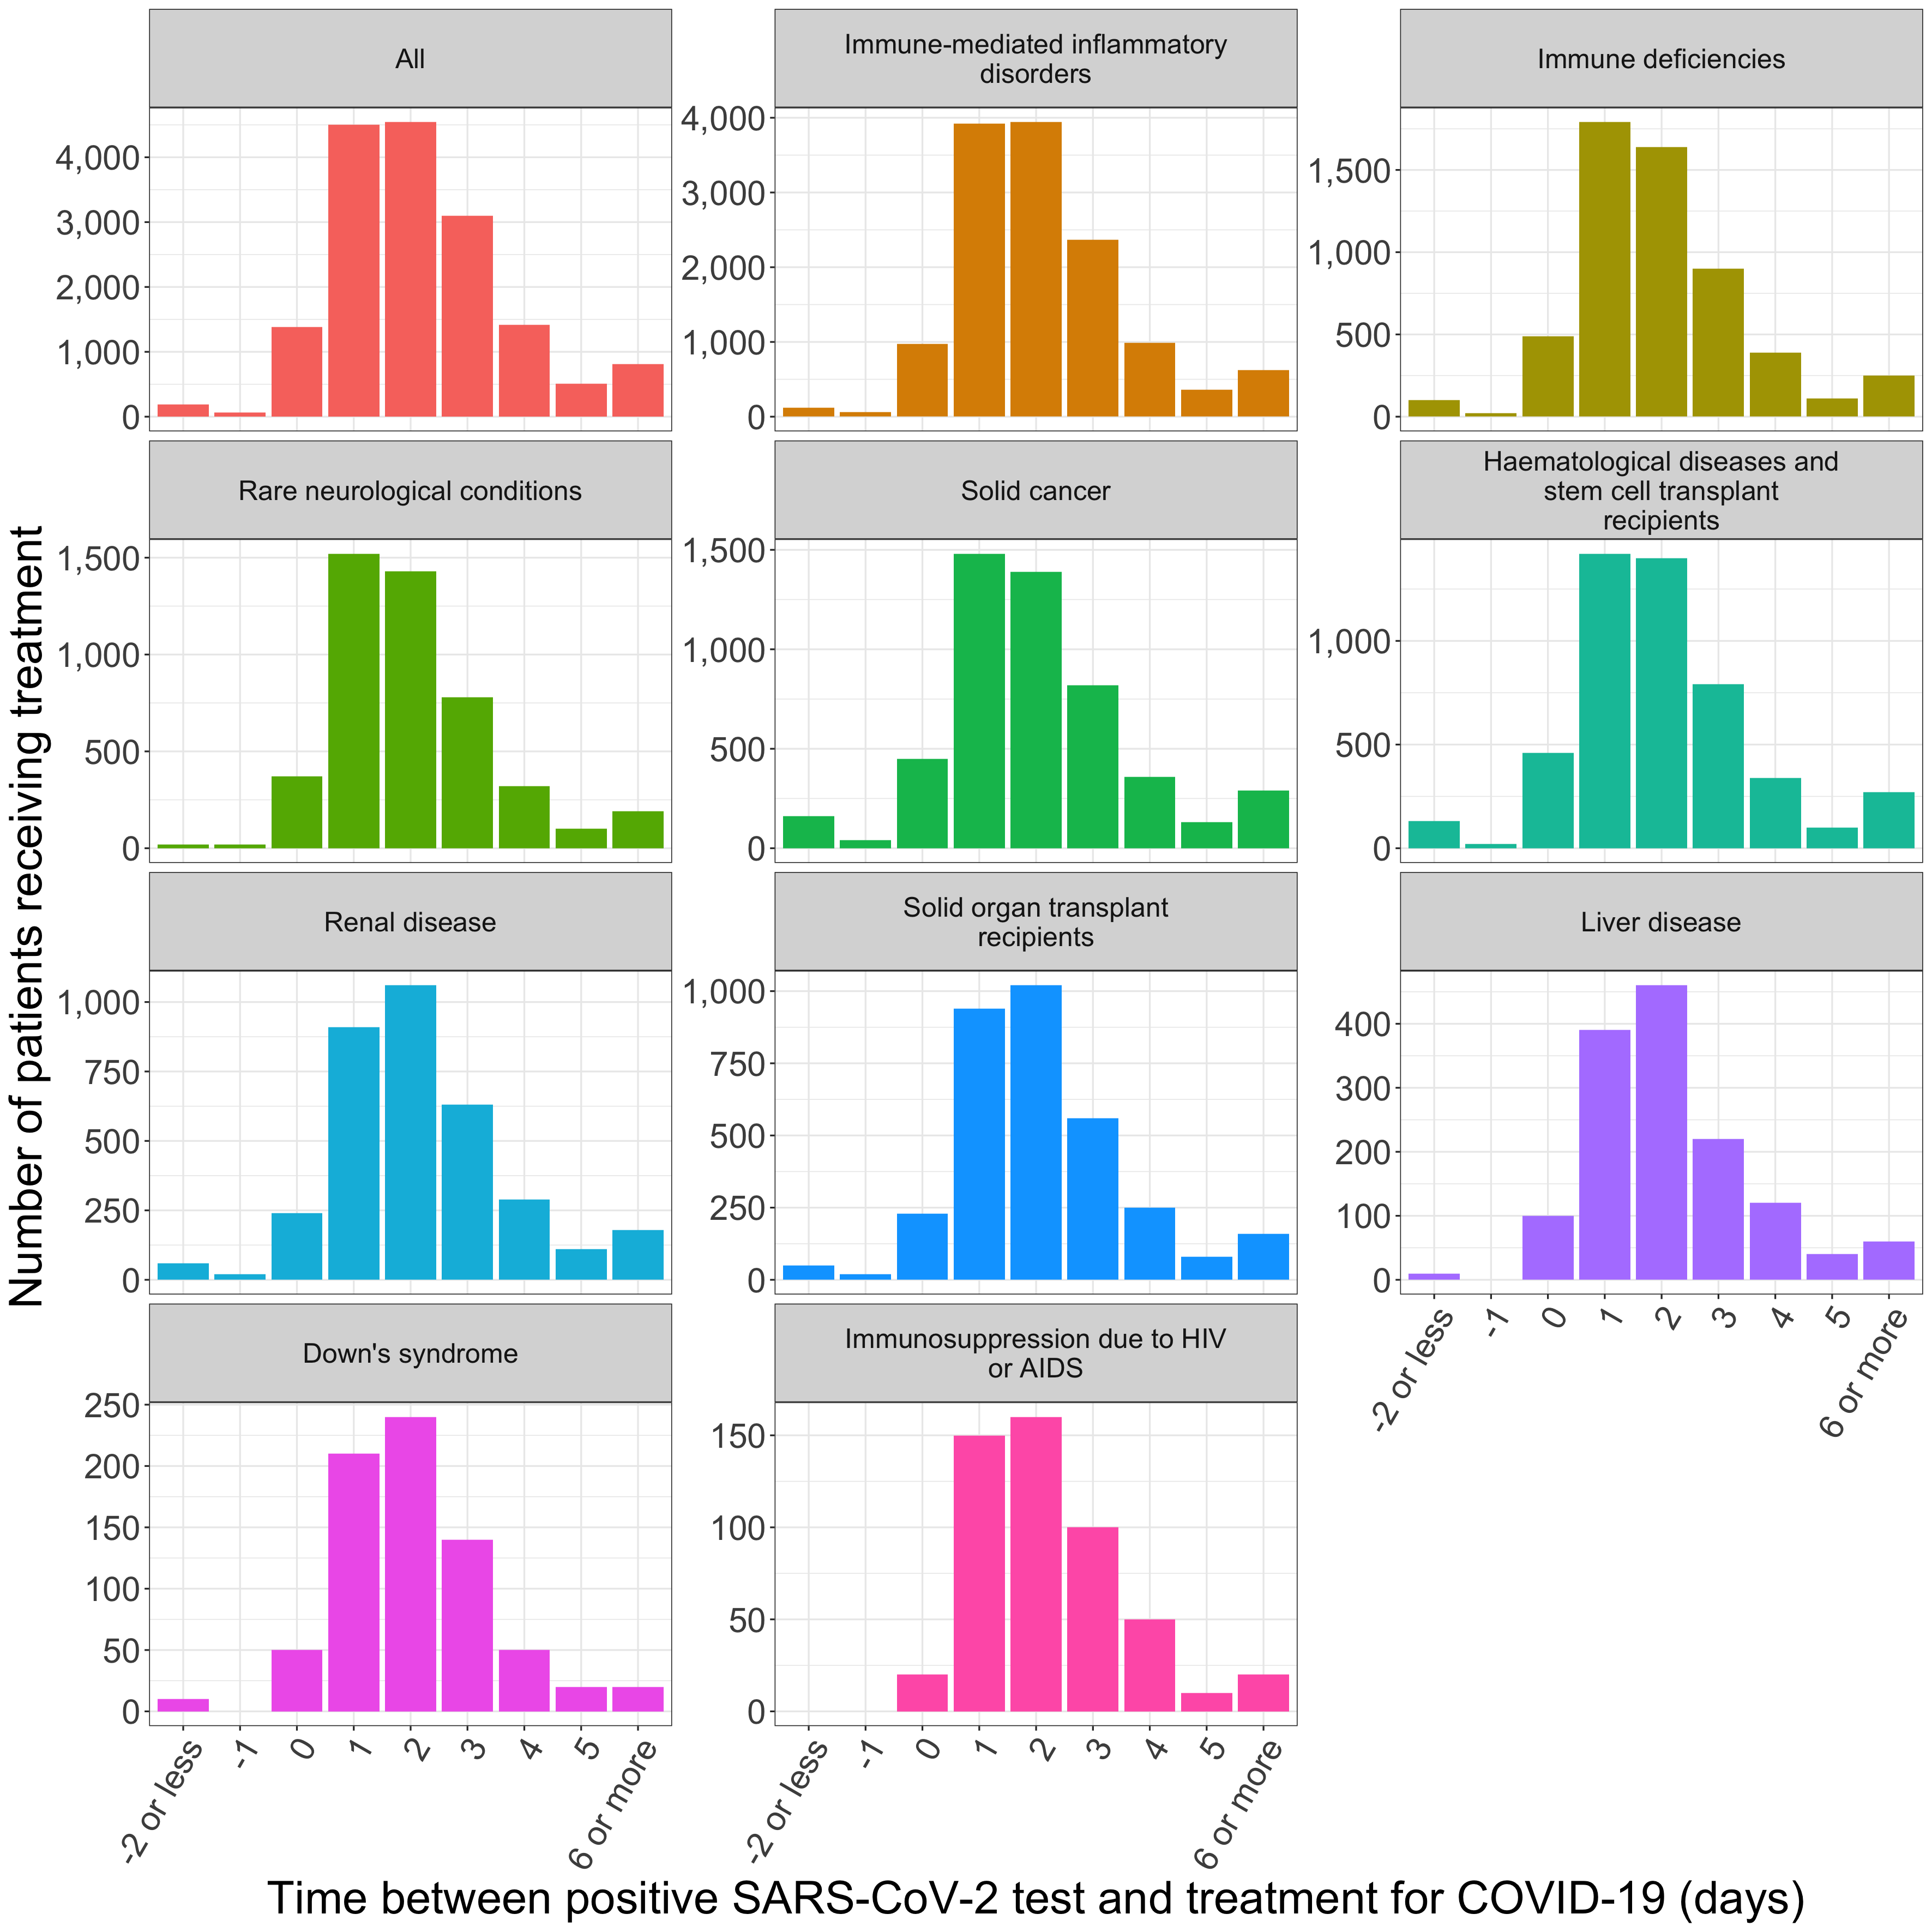 All
Immune-mediated inflammatory
disorders
Immune deficiencies
4,000
3,000
2,000
1,000
0
4,000
3,000
2,000
1,000
0
1,500
1,000
500
0
Rare neurological conditions
Solid cancer
Haematological diseases and
stem cell transplant
recipients
1,500
1,000
500
0
1,500
1,000
500
0
1,000
500
0
Renal disease
Solid organ transplant
recipients
Liver disease
1,000
750
500
250
0
1,000
750
500
250
0
400
300
200
100
0
-2 or less
-1
0
1
2
3
4
5
6 or more
Down's syndrome
Immunosuppression due to HIV
or AIDS
250
200
150
100
50
0
150
100
50
0
-2 or less
-1
0
1
2
3
4
5
6 or more
-2 or less
-1
0
1
2
3
4
5
6 or more
Number of patients receiving treatment
Time between positive SARS-CoV-2 test and treatment for COVID-19 (days)